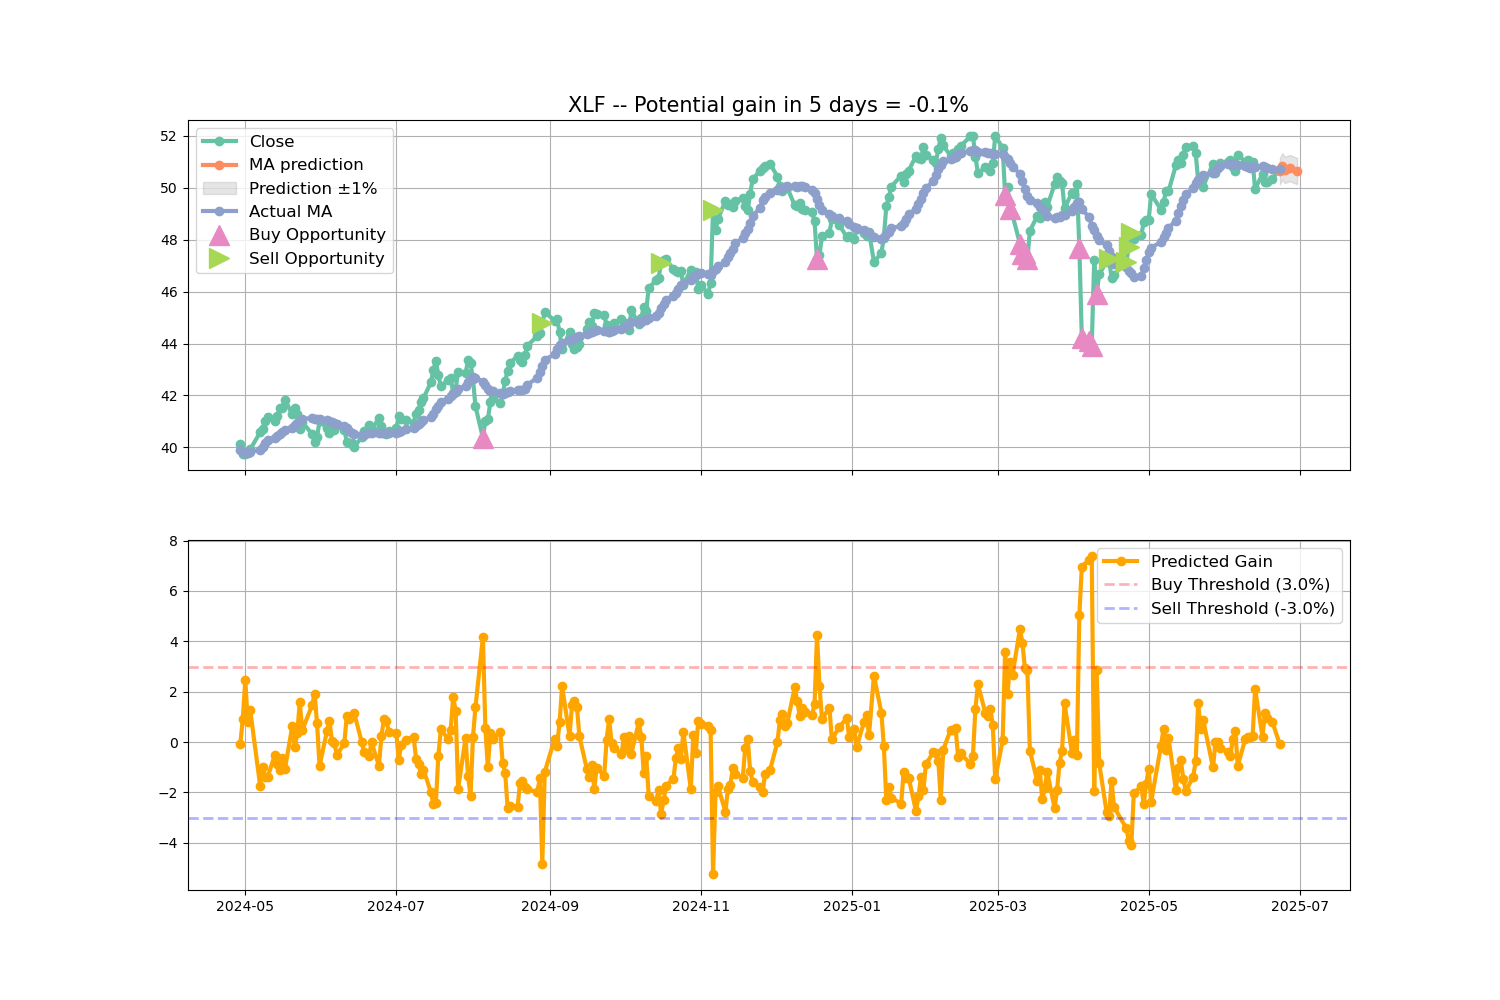 XLF -- Potential gain in 5 days = -0.1%
52
50
48
46
44
42
40
Close
MA prediction
Prediction ±1%
Actual MA
Buy Opportunity
Sell Opportunity
8
6
4
2
0
−2
−4
Predicted Gain
Buy Threshold (3.0%)
Sell Threshold (-3.0%)
2024-05
2024-07
2024-09
2024-11
2025-01
2025-03
2025-05
2025-07